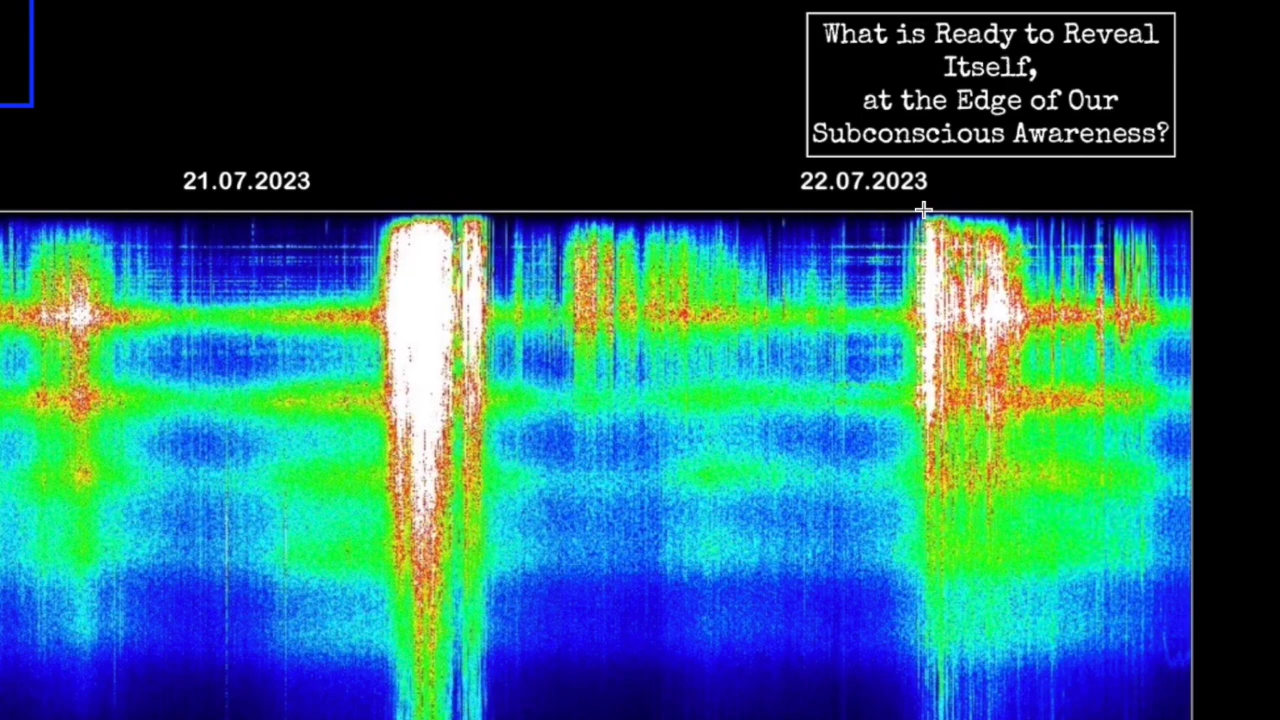 What is Ready to Reveal
Itself,
at the Edge of Our
Subconscious Awareness?
21.07.2023
22.07.2023